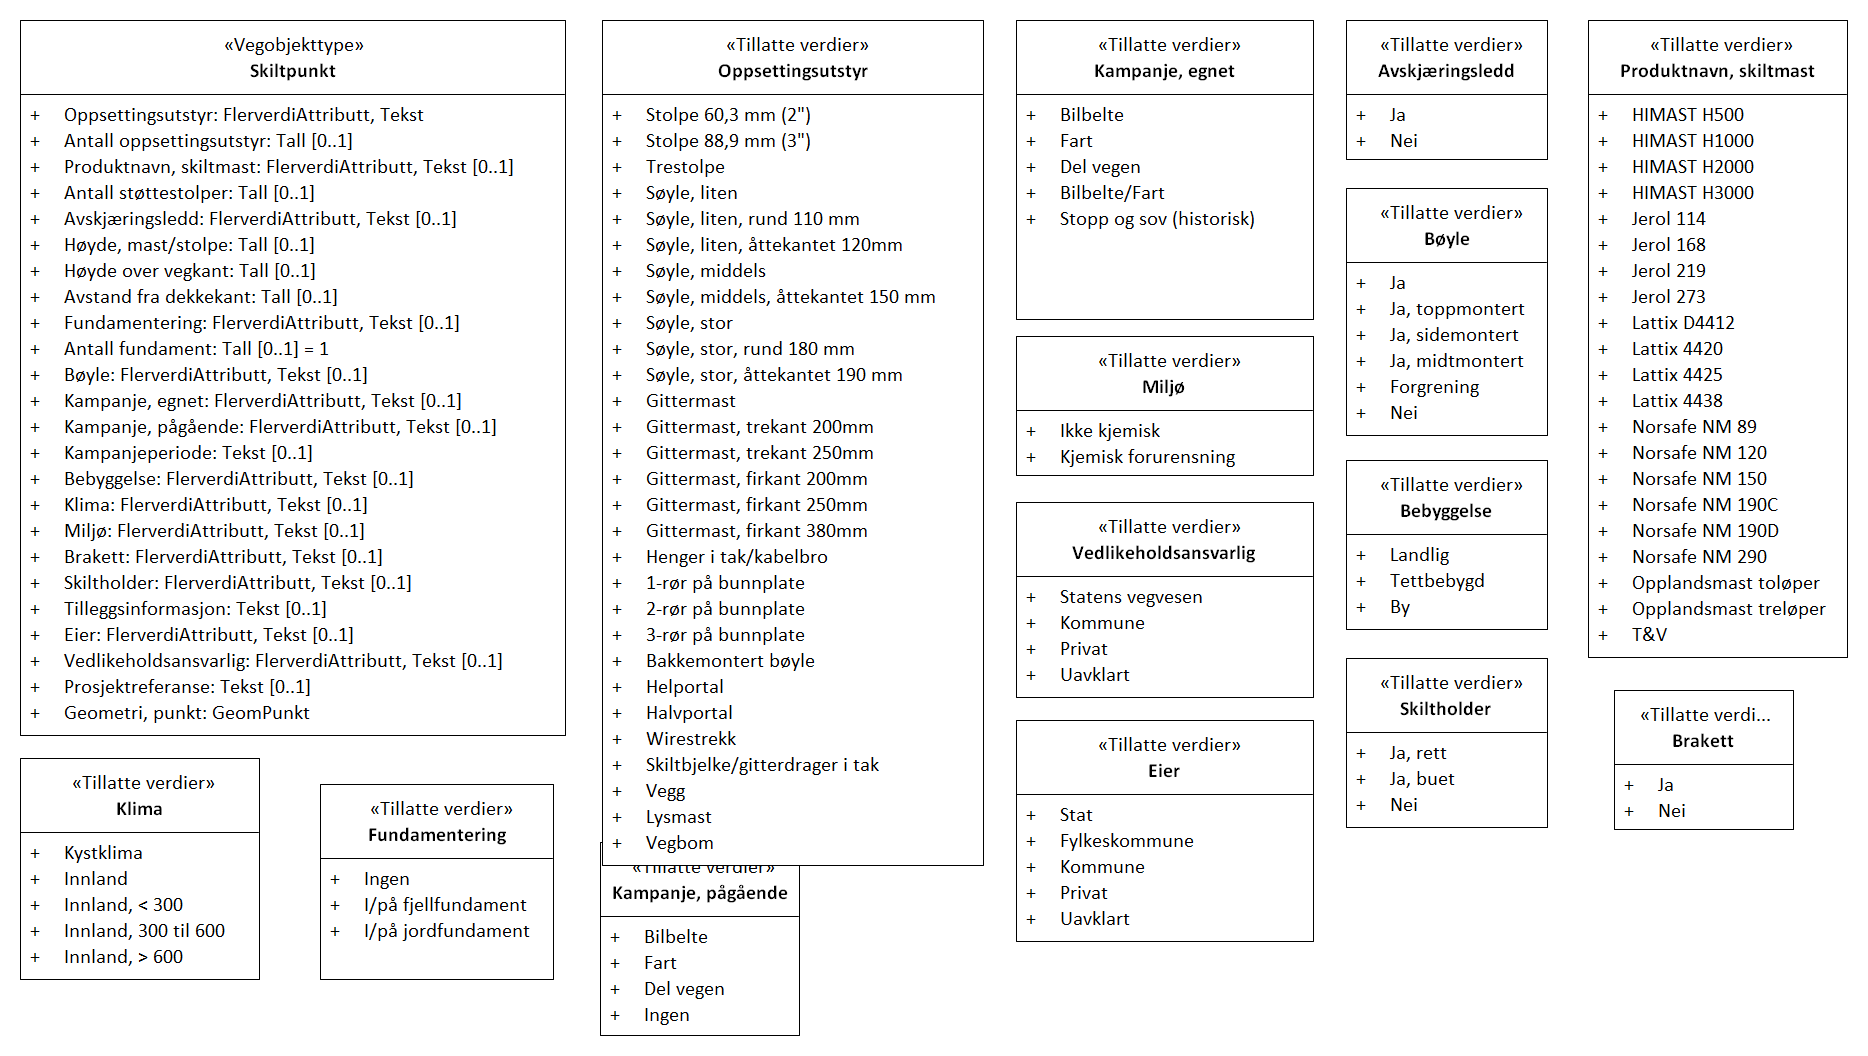 «Vegobjekttype»
Skiltpunkt
+ Oppsettingsutstyr: FlerverdiAttributt, Tekst
+ Antall oppsettingsutstyr: Tall [0..1]
+ Produktnavn, skiltmast: FlerverdiAttributt, Tekst [0..1]
+ Antall støttestolper: Tall [0..1]
+ Avskjæringsledd: FlerverdiAttributt, Tekst [0..1]
+ Høyde, mast/stolpe: Tall [0..1]
+ Høyde over vegkant: Tall [0..1]
+ Avstand fra dekkekant: Tall [0..1]
+ Fundamentering: FlerverdiAttributt, Tekst [0..1]
+ Antall fundament: Tall [0..1] = 1
+ Bøyle: FlerverdiAttributt, Tekst [0..1]
+ Kampanje, egnet: FlerverdiAttributt, Tekst [0..1]
+ Kampanje, pågående: FlerverdiAttributt, Tekst [0..1]
+ Kampanjeperiode: Tekst [0..1]
+ Bebyggelse: FlerverdiAttributt, Tekst [0..1]
+ Klima: FlerverdiAttributt, Tekst [0..1]
+ Miljø: FlerverdiAttributt, Tekst [0..1]
+ Brakett: FlerverdiAttributt, Tekst [0..1]
+ Skiltholder: FlerverdiAttributt, Tekst [0..1]
+ Tilleggsinformasjon: Tekst [0..1]
+ Eier: FlerverdiAttributt, Tekst [0..1]
+ Vedlikeholdsansvarlig: FlerverdiAttributt, Tekst [0..1]
+ Prosjektreferanse: Tekst [0..1]
+ Geometri, punkt: GeomPunkt
«Tillatte verdier»
Klima
+ Kystklima
+ Innland
+ Innland, < 300
+ Innland, 300 til 600
+ Innland, > 600
«Tillatte verdier»
Fundamentering
+ Ingen
+ I/på fjellfundament
+ I/på jordfundament
«Tillatte verdier»
Oppsettingsutstyr
+ Stolpe 60,3 mm (2")
+ Stolpe 88,9 mm (3")
+ Trestolpe
+ Søyle, liten
+ Søyle, liten, rund 110 mm
+ Søyle, liten, åttekantet 120mm
+ Søyle, middels
+ Søyle, middels, åttekantet 150 mm
+ Søyle, stor
+ Søyle, stor, rund 180 mm
+ Søyle, stor, åttekantet 190 mm
+ Gittermast
+ Gittermast, trekant 200mm
+ Gittermast, trekant 250mm
+ Gittermast, firkant 200mm
+ Gittermast, firkant 250mm
+ Gittermast, firkant 380mm
+ Henger i tak/kabelbro
+ 1-rør på bunnplate
+ 2-rør på bunnplate
+ 3-rør på bunnplate
+ Bakkemontert bøyle
+ Helportal
+ Halvportal
+ Wirestrekk
+ Skiltbjelke/gitterdrager i tak
+ Vegg
+ Lysmast
+ Vegbom
«Tillatte verdier»
Kampanje, pågående
+ Bilbelte
+ Fart
+ Del vegen
+ Ingen
«Tillatte verdier»
Kampanje, egnet
+ Bilbelte
+ Fart
+ Del vegen
+ Bilbelte/Fart
+ Stopp og sov (historisk)
«Tillatte verdier»
Miljø
+ Ikke kjemisk
+ Kjemisk forurensning
«Tillatte verdier»
Vedlikeholdsansvarlig
+ Statens vegvesen
+ Kommune
+ Privat
+ Uavklart
«Tillatte verdier»
Eier
+ Stat
+ Fylkeskommune
+ Kommune
+ Privat
+ Uavklart
«Tillatte verdier»
Avskjæringsledd
+ Ja
+ Nei
«Tillatte verdier»
Bøyle
+ Ja
+ Ja, toppmontert
+ Ja, sidemontert
+ Ja, midtmontert
+ Forgrening
+ Nei
«Tillatte verdier»
Bebyggelse
+ Landlig
+ Tettbebygd
+ By
«Tillatte verdier»
Skiltholder
+ Ja, rett
+ Ja, buet
+ Nei
«Tillatte verdier»
Produktnavn, skiltmast
+ HIMAST H500
+ HIMAST H1000
+ HIMAST H2000
+ HIMAST H3000
+ Jerol 114
+ Jerol 168
+ Jerol 219
+ Jerol 273
+ Lattix D4412
+ Lattix 4420
+ Lattix 4425
+ Lattix 4438
+ Norsafe NM 89
+ Norsafe NM 120
+ Norsafe NM 150
+ Norsafe NM 190C
+ Norsafe NM 190D
+ Norsafe NM 290
+ Opplandsmast toløper
+ Opplandsmast treløper
+ T&V
«Tillatte verdi...
Brakett
+ Ja
+ Nei